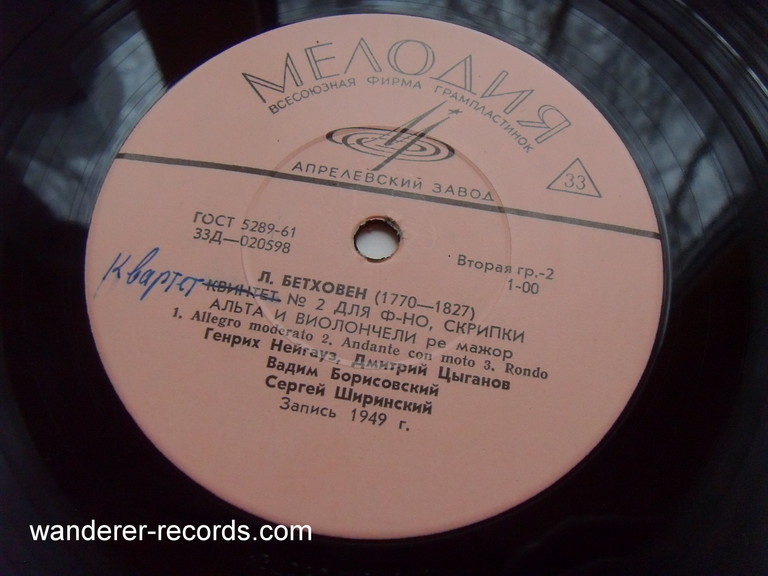 МЕЛОДИЯ
ВСЕСОЮЗНАЯ ФИРМА ГРАМПЛАСТИНОК
АПРЕЛЕВСКИЙ ЗАВОД
33
ГОСТ 5289-61
33Д—020598
Вторая гр.-2
1-00
Л. БЕТХОВЕН (1770—1827)
Квартет КВИНТЕТ № 2 ДЛЯ Ф-НО, СКРИПКИ
АЛЬТА И ВИОЛОНЧЕЛИ ре мажор
1. Allegro moderato 2. Andante con moto 3. Rondo
Генрих Нейгауз, Дмитрий Цыганов
Вадим Борисовский
Сергей Ширинский
Запись 1949 г.
wanderer-records.com